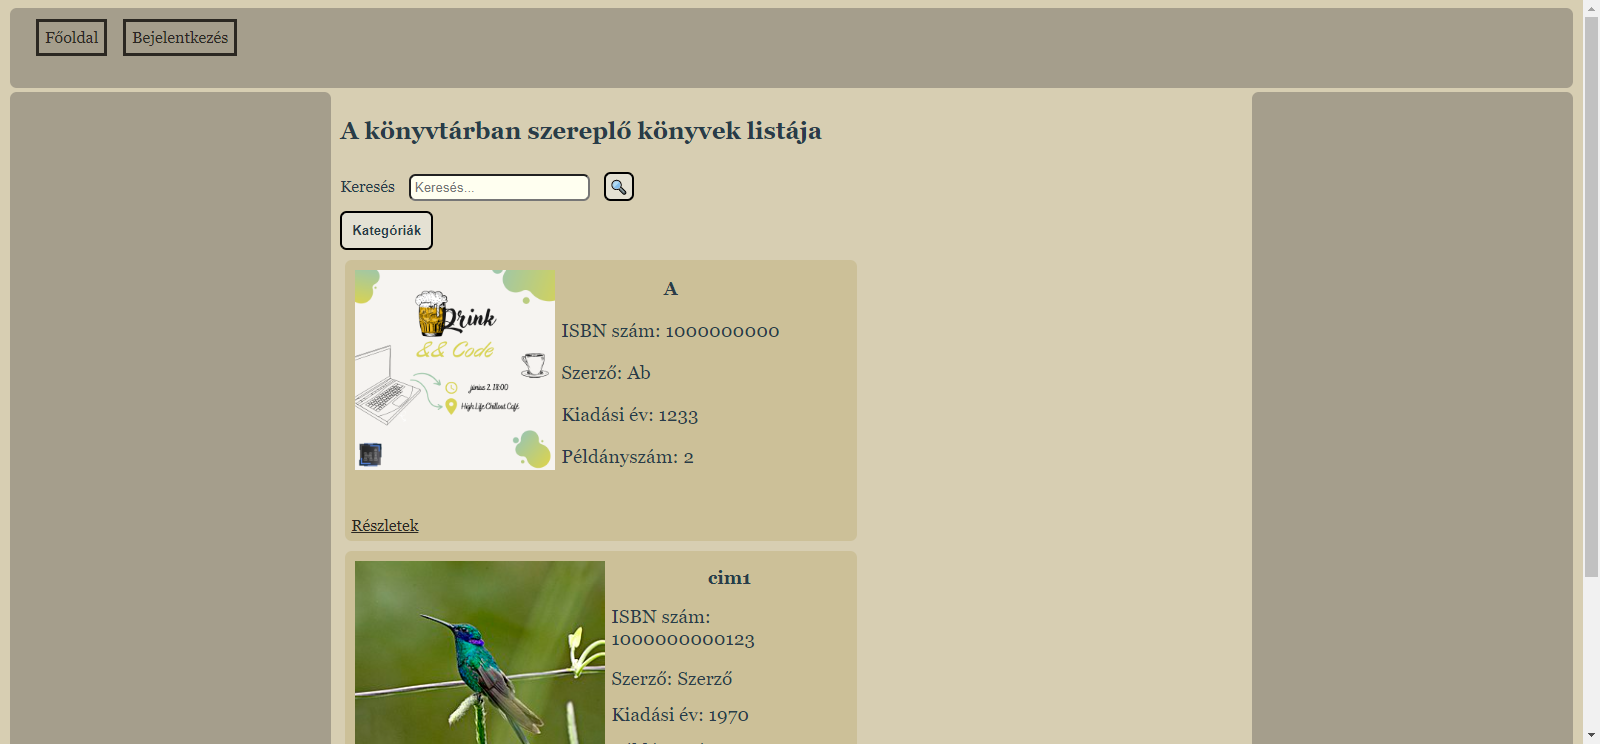 Főoldal Bejelentkezés
A könyvtárban szereplő könyvek listája
Keresés Keresés...
Kategóriák
Drink
&& Code
június 2. 18:00
High Life Chillout Café
A
ISBN szám: 1000000000
Szerző: Ab
Kiadási év: 1233
Példányszám: 2
Részletek
cim1
ISBN szám:
1000000000123
Szerző: Szerző
Kiadási év: 1970